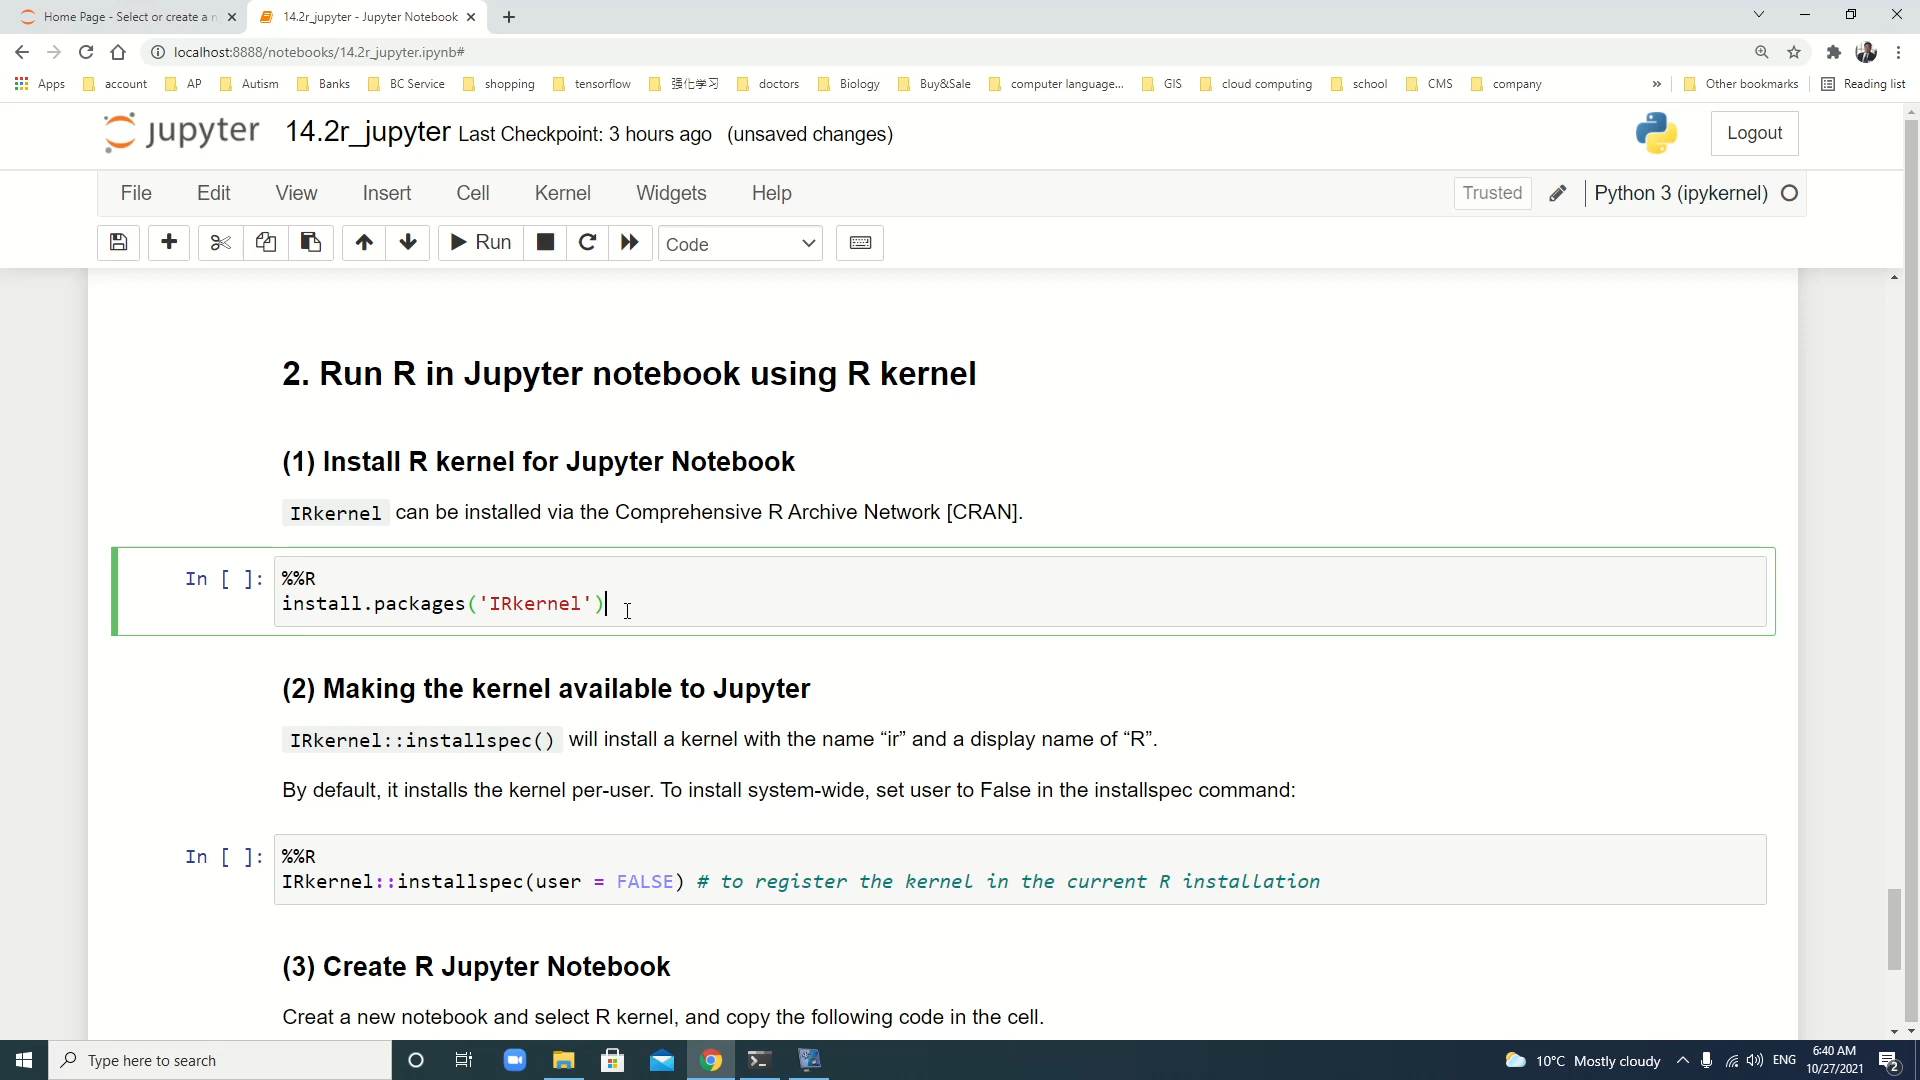 Home Page - Select or create a n
14.2r_jupyter - Jupyter Notebook
localhost:8888/notebooks/14.2r_jupyter.ipynb#
Apps account AP Autism Banks BC Service shopping tensorflow 强化学习 doctors Biology Buy&Sale computer language... GIS cloud computing school CMS company » Other bookmarks Reading list
jupyter 14.2r_jupyter Last Checkpoint: 3 hours ago (unsaved changes) Logout
File Edit View Insert Cell Kernel Widgets Help Trusted Python 3 (ipykernel)
Run Code
2. Run R in Jupyter notebook using R kernel
(1) Install R kernel for Jupyter Notebook
IRkernel can be installed via the Comprehensive R Archive Network [CRAN].
In [ ]: %%R
install.packages('IRkernel')
(2) Making the kernel available to Jupyter
IRkernel::installspec() will install a kernel with the name “ir” and a display name of “R”.
By default, it installs the kernel per-user. To install system-wide, set user to False in the installspec command:
In [ ]: %%R
IRkernel::installspec(user = FALSE) # to register the kernel in the current R installation
(3) Create R Jupyter Notebook
Creat a new notebook and select R kernel, and copy the following code in the cell.
Type here to search
10°C Mostly cloudy
ENG
6:40 AM
10/27/2021
2